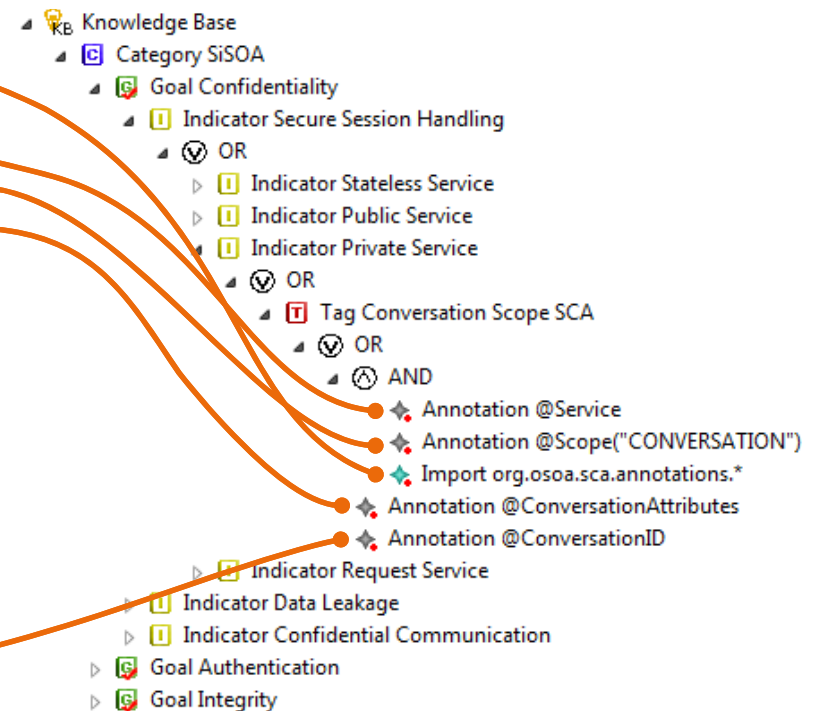 KB Knowledge Base
C Category SiSOA
G Goal Confidentiality
I Indicator Secure Session Handling
OR
I Indicator Stateless Service
I Indicator Public Service
I Indicator Private Service
OR
T Tag Conversation Scope SCA
OR
AND
Annotation @Service
Annotation @Scope("CONVERSATION")
Import org.osoa.sca.annotations.*
Annotation @ConversationAttributes
Annotation @ConversationID
I Indicator Request Service
I Indicator Data Leakage
I Indicator Confidential Communication
G Goal Authentication
G Goal Integrity